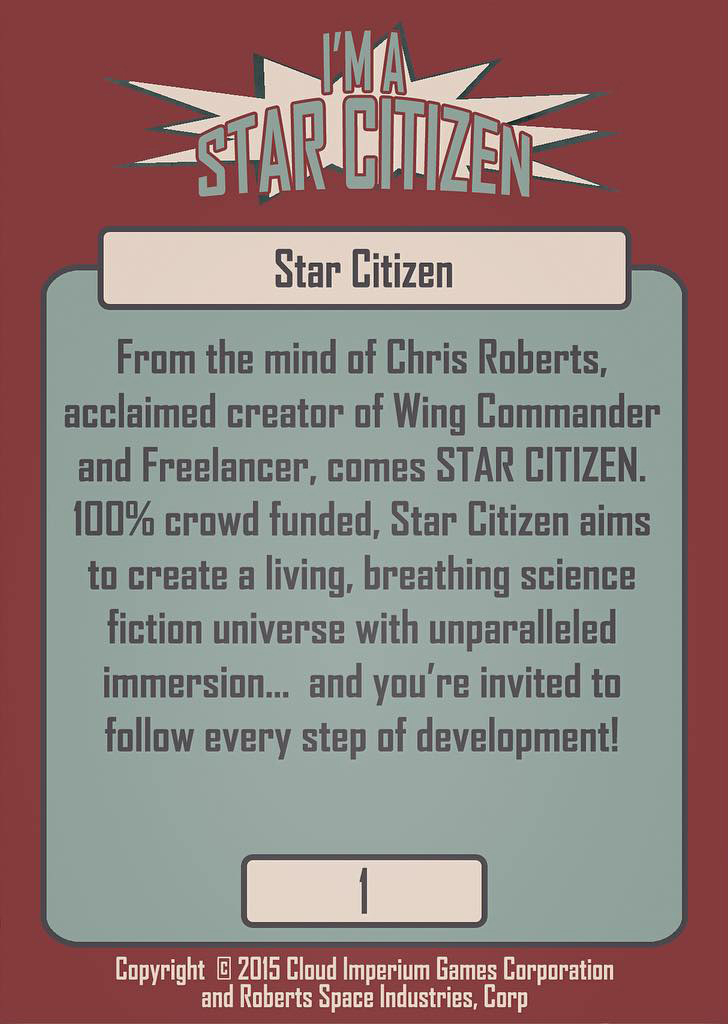 I'M A
STAR CITIZEN
Star Citizen
From the mind of Chris Roberts,
acclaimed creator of Wing Commander
and Freelancer, comes STAR CITIZEN.
100% crowd funded, Star Citizen aims
to create a living, breathing science
fiction universe with unparalleled
immersion...  and you're invited to
follow every step of development!
1
Copyright © 2015 Cloud Imperium Games Corporation
and Roberts Space Industries, Corp